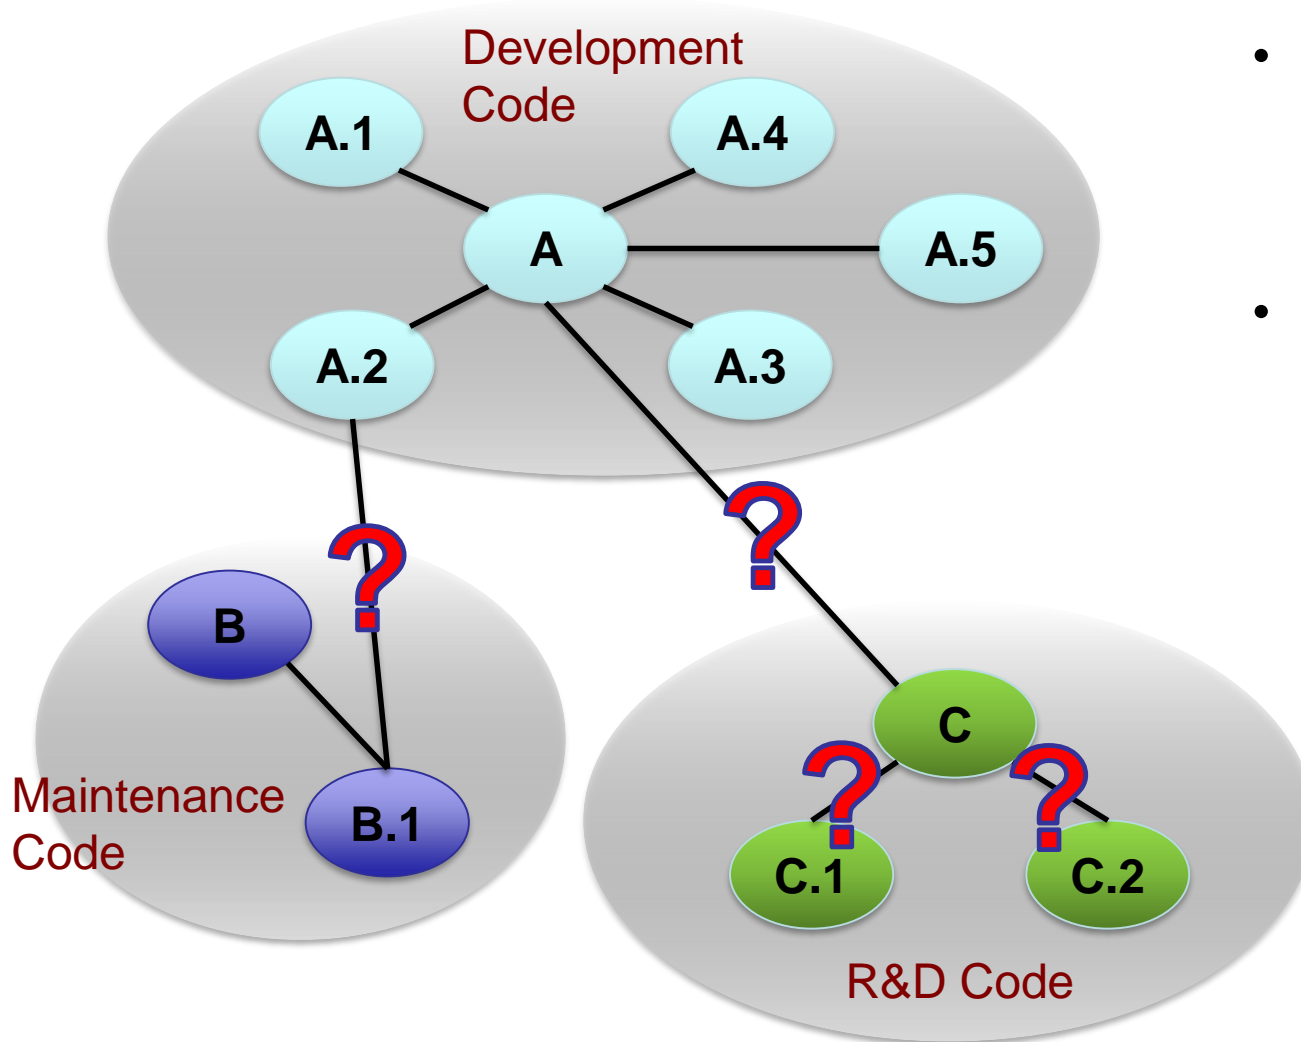 Development
Code
A.1
A.4
A
A.5
A.2
A.3
?
?
B
C
?
?
Maintenance
Code
B.1
C.1
C.2
R&D Code